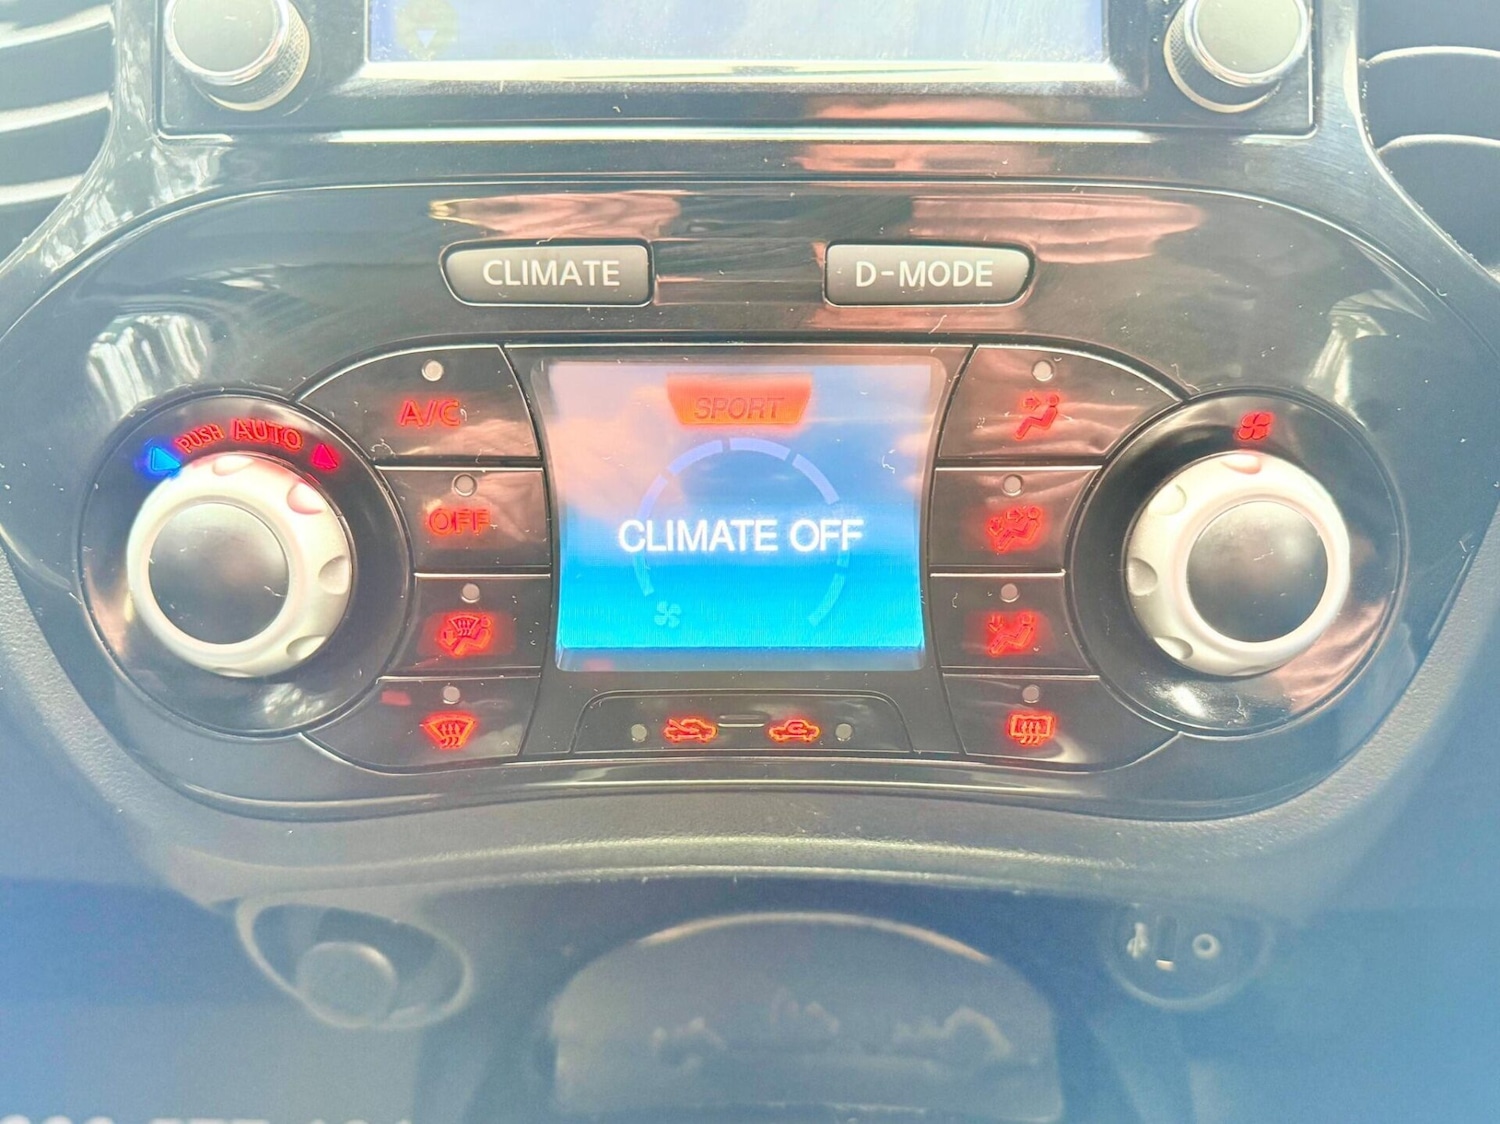 CLIMATE
D-MODE
PUSH AUTO
A/C
SPORT
OFF
CLIMATE OFF